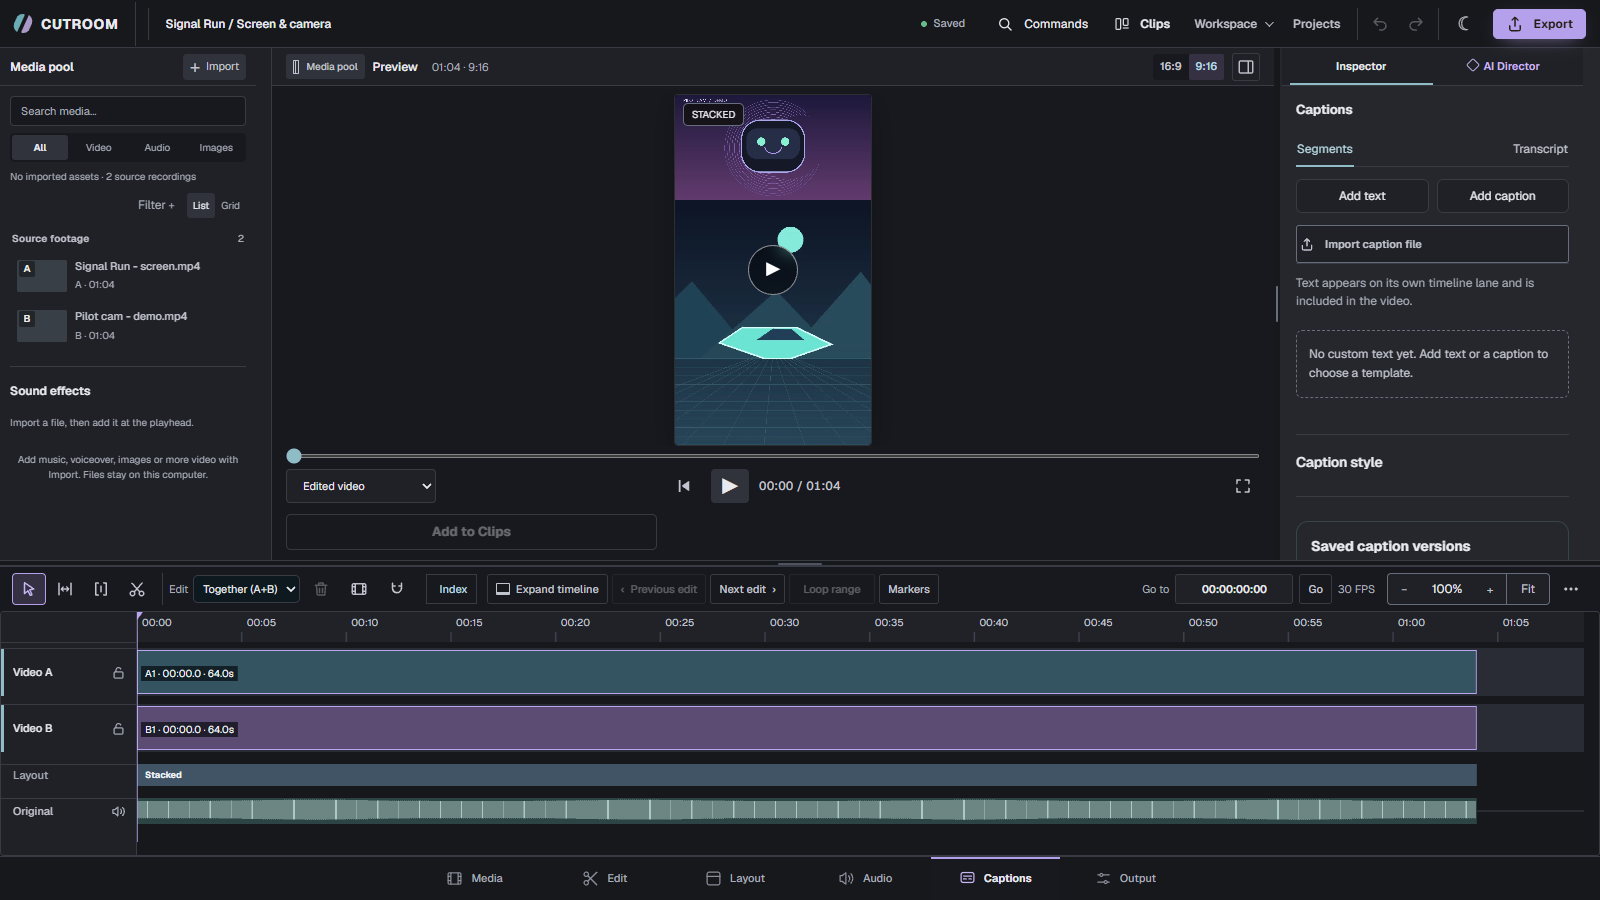 CUTROOM
Signal Run / Screen & camera
Saved
Commands
Clips
Workspace
Projects
Export
Media pool
+ Import
Search media...
All
Video
Audio
Images
No imported assets · 2 source recordings
Filter +
List
Grid
Source footage
2
A
Signal Run - screen.mp4
A · 01:04
B
Pilot cam - demo.mp4
B · 01:04
Sound effects
Import a file, then add it at the playhead.
Add music, voiceover, images or more video with
Import. Files stay on this computer.
Media pool
Preview
01:04 · 9:16
16:9
9:16
STACKED
Edited video
00:00 / 01:04
Add to Clips
Inspector
AI Director
Captions
Segments
Transcript
Add text
Add caption
Import caption file
Text appears on its own timeline lane and is
included in the video.
No custom text yet. Add text or a caption to
choose a template.
Caption style
Saved caption versions
Edit
Together (A+B)
Index
Expand timeline
‹ Previous edit
Next edit ›
Loop range
Markers
Go to
00:00:00:00
Go
30 FPS
− 100% +
Fit
00:00
00:05
00:10
00:15
00:20
00:25
00:30
00:35
00:40
00:45
00:50
00:55
01:00
01:05
Video A
A1 · 00:00.0 · 64.0s
Video B
B1 · 00:00.0 · 64.0s
Layout
Stacked
Original
Media
Edit
Layout
Audio
Captions
Output